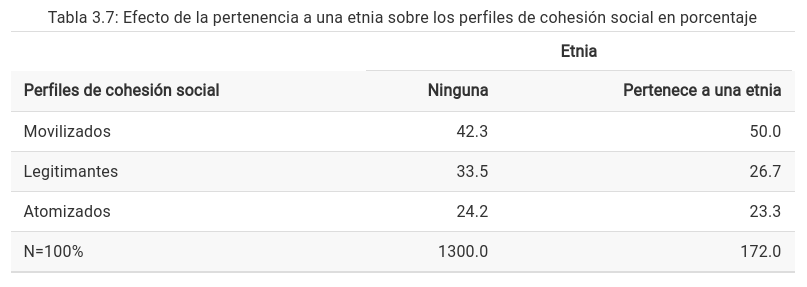 Tabla 3.7: Efecto de la pertenencia a una etnia sobre los perfiles de cohesión social en porcentaje
Etnia
Perfiles de cohesión social Ninguna Pertenece a una etnia
Movilizados 42.3 50.0
Legitimantes 33.5 26.7
Atomizados 24.2 23.3
N=100% 1300.0 172.0